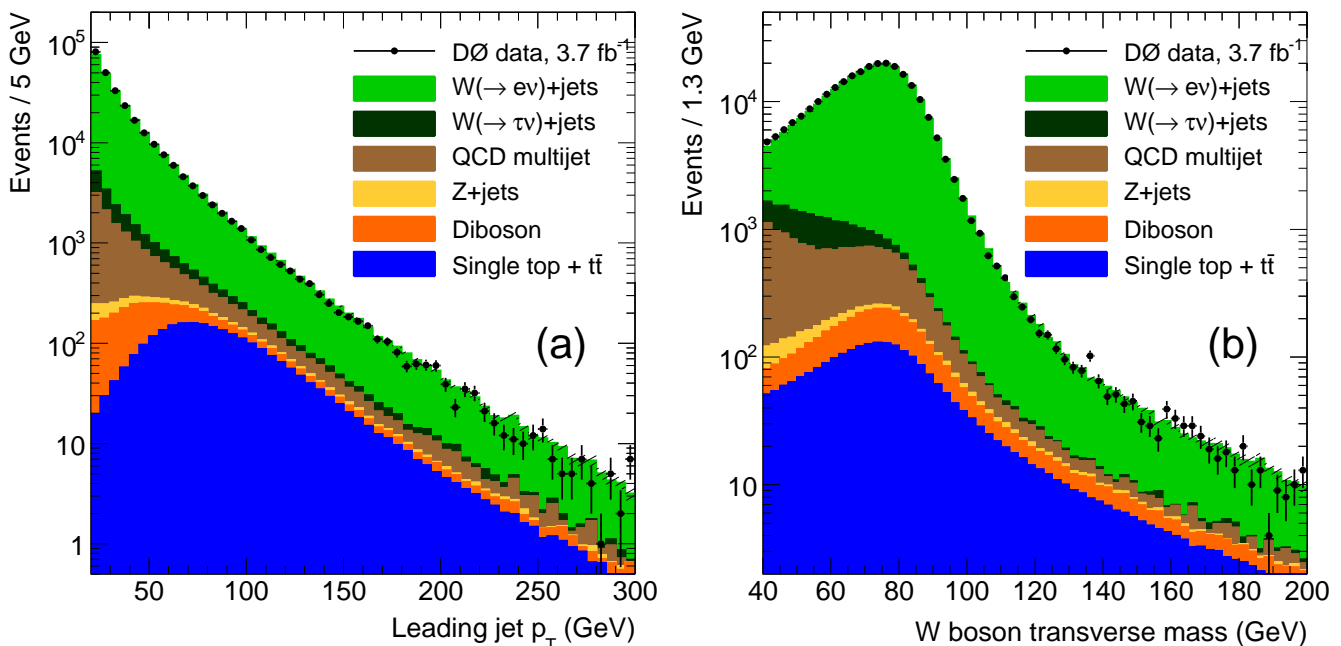 Events / 5 GeV
10⁵
10⁴
10³
10²
10
1
DØ data, 3.7 fb⁻¹
W(→ eν)+jets
W(→ τν)+jets
QCD multijet
Z+jets
Diboson
Single top + tt̄
(a)
50 100 150 200 250 300
Leading jet p_T (GeV)
Events / 1.3 GeV
10⁴
10³
10²
10
DØ data, 3.7 fb⁻¹
W(→ eν)+jets
W(→ τν)+jets
QCD multijet
Z+jets
Diboson
Single top + tt̄
(b)
40 60 80 100 120 140 160 180 200
W boson transverse mass (GeV)